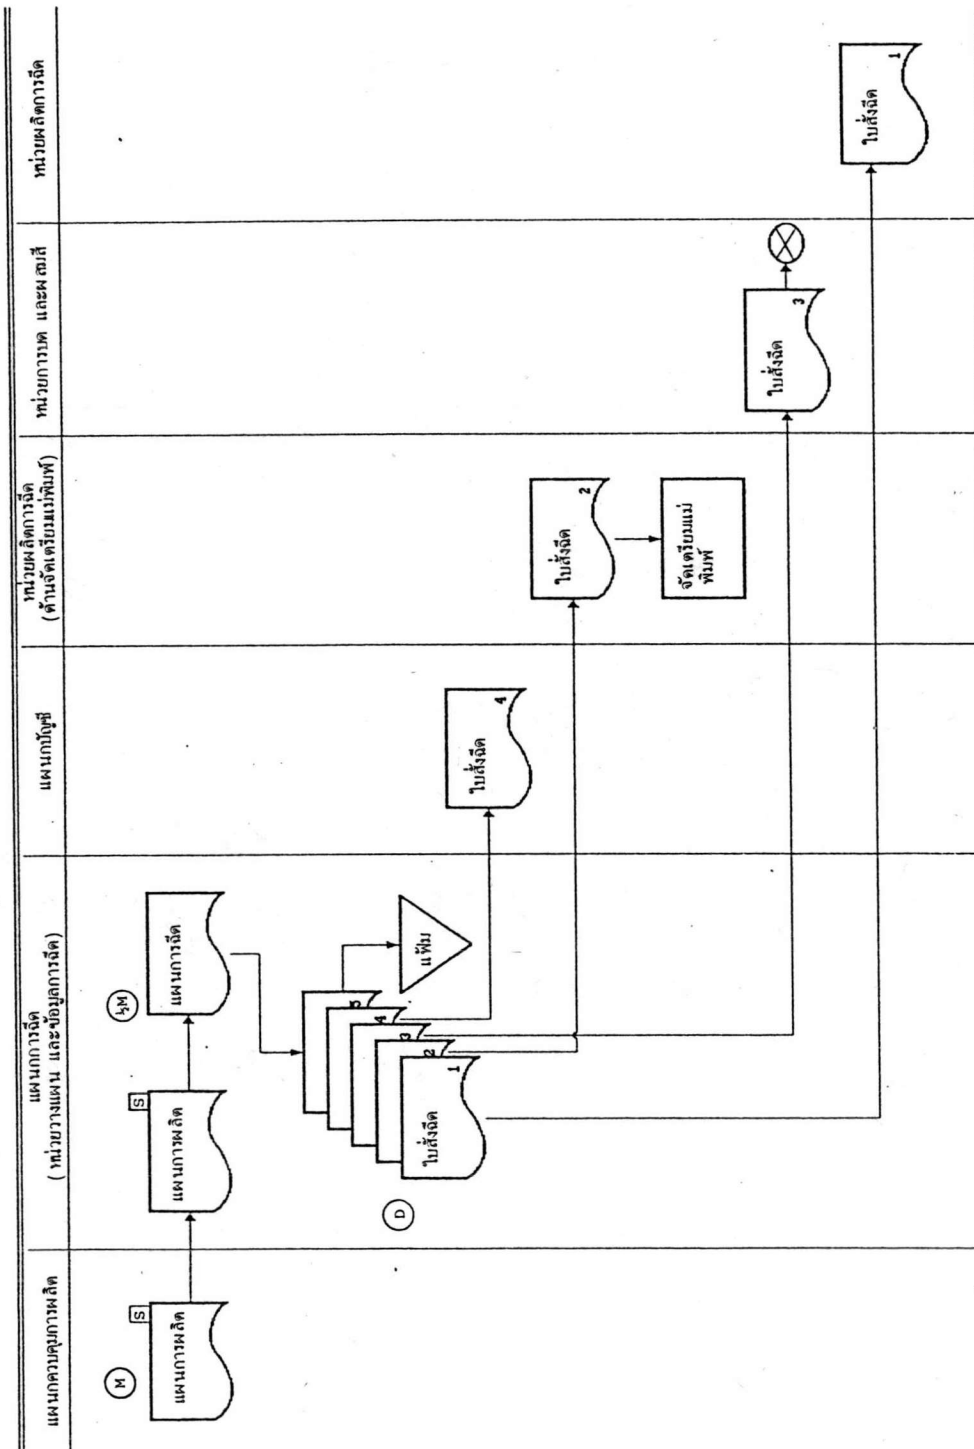 แผนกควบคุมการผลิต
แผนกการฉีด
( หน่วยวางแผน และข้อมูลการฉีด)
แผนกบัญชี
หน่วยผลิตการฉีด
(ด้านจัดเตรียมแม่พิมพ์)
หน่วยการบด และผสมสี
หน่วยผลิตการฉีด
M
S
แผนการผลิต
S
แผนการผลิต
½M
แผนการฉีด
5
4
3
2
1
ใบสั่งฉีด
D
แฟ้ม
4
ใบสั่งฉีด
2
ใบสั่งฉีด
จัดเตรียมแม่
พิมพ์
3
ใบสั่งฉีด
1
ใบสั่งฉีด